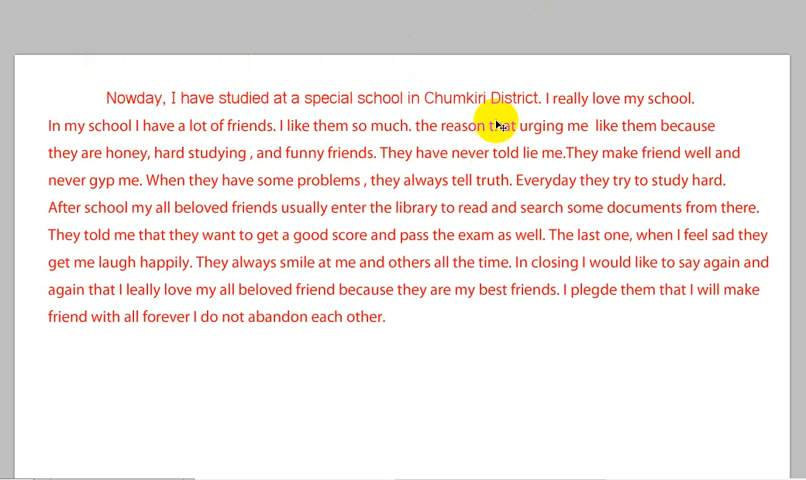 Nowday, I have studied at a special school in Chumkiri District. I really love my school.
In my school I have a lot of friends. I like them so much. the reason that urging me like them because
they are honey, hard studying , and funny friends. They have never told lie me.They make friend well and
never gyp me. When they have some problems , they always tell truth. Everyday they try to study hard.
After school my all beloved friends usually enter the library to read and search some documents from there.
They told me that they want to get a good score and pass the exam as well. The last one, when I feel sad they
get me laugh happily. They always smile at me and others all the time. In closing I would like to say again and
again that I leally love my all beloved friend because they are my best friends. I plegde them that I will make
friend with all forever I do not abandon each other.